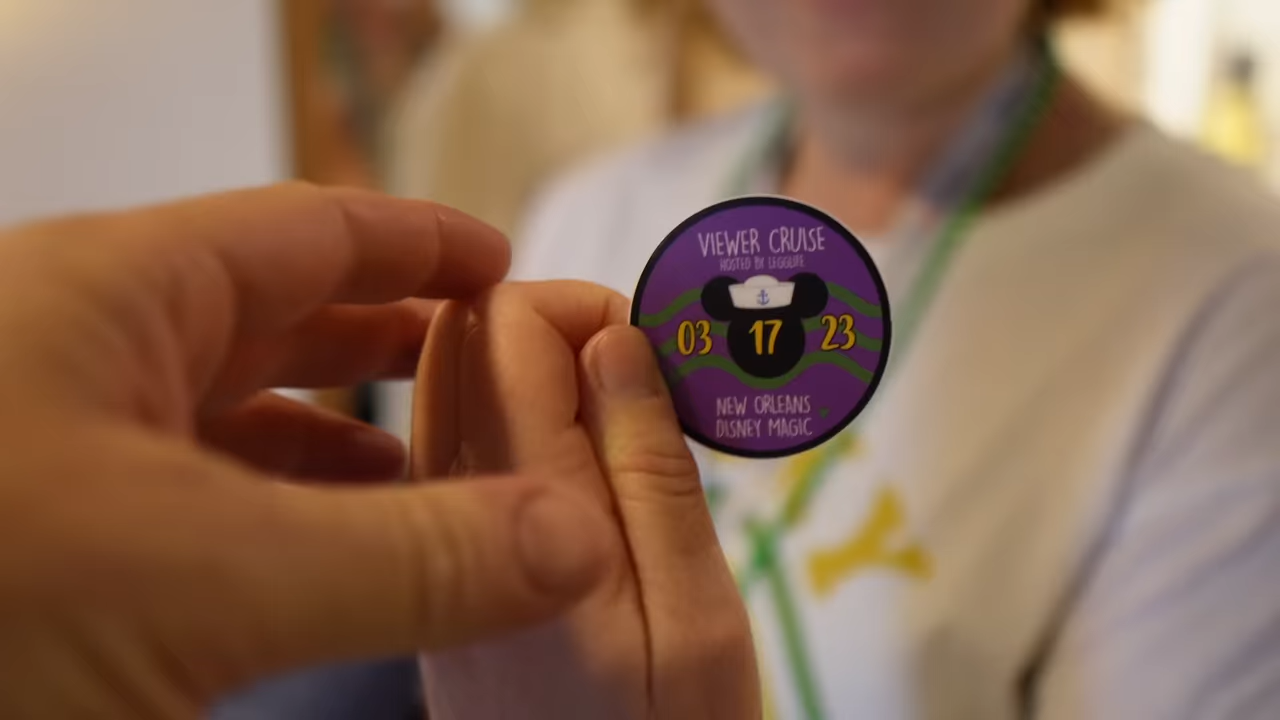 VIEWER CRUISE
HOSTED BY LEGGLIFE
03 17 23
NEW ORLEANS
DISNEY MAGIC